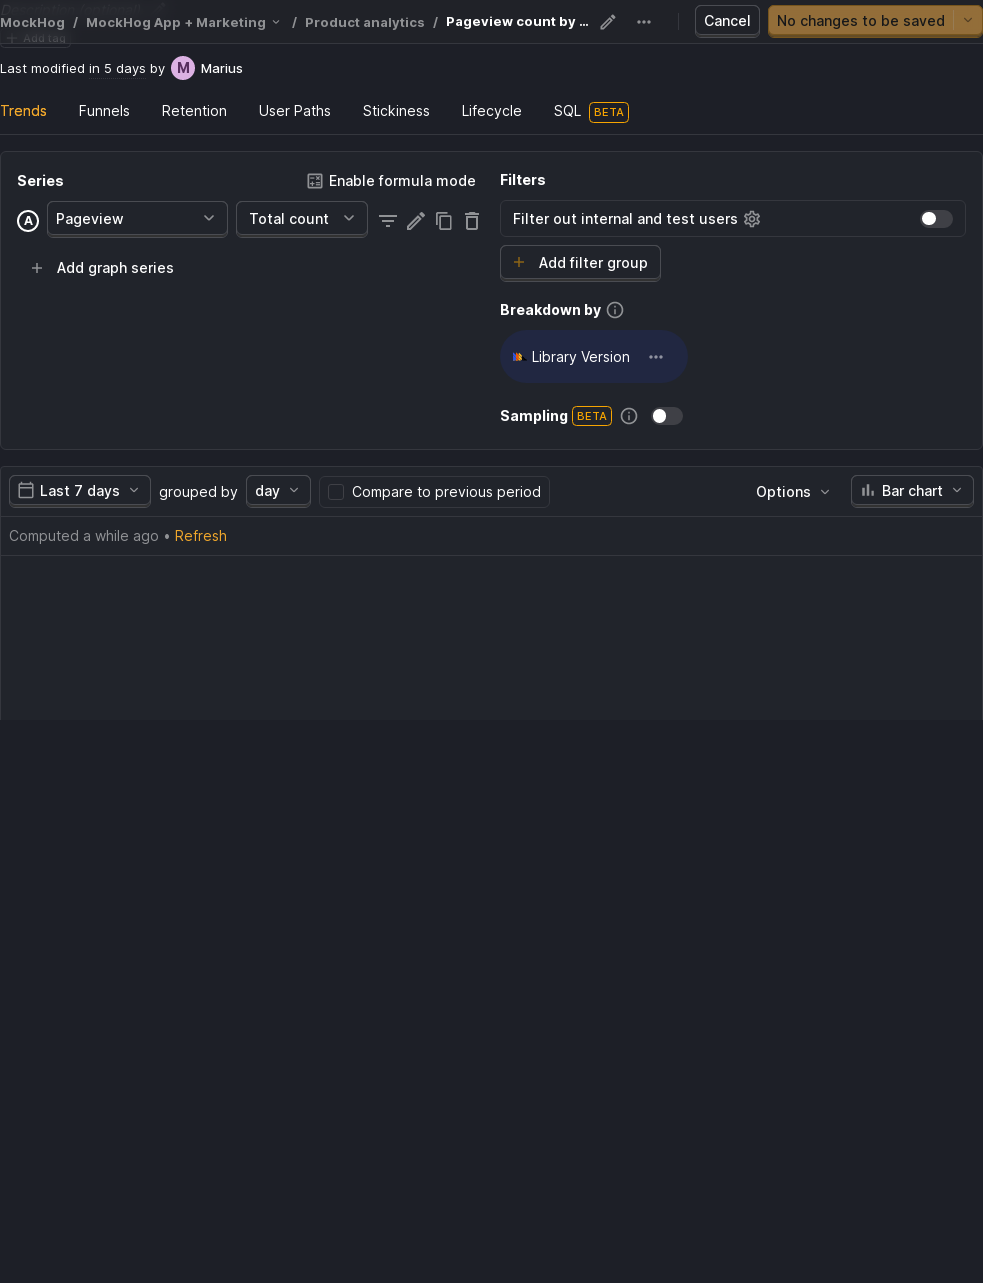 MockHog / MockHog App + Marketing / Product analytics / Pageview count by ... Cancel No changes to be saved
Add tag
Last modified in 5 days by M Marius
Trends Funnels Retention User Paths Stickiness Lifecycle SQL BETA
Series Enable formula mode
A Pageview Total count
Add graph series
Filters
Filter out internal and test users
Add filter group
Breakdown by
Library Version
Sampling BETA
Last 7 days grouped by day Compare to previous period Options Bar chart
Computed a while ago • Refresh